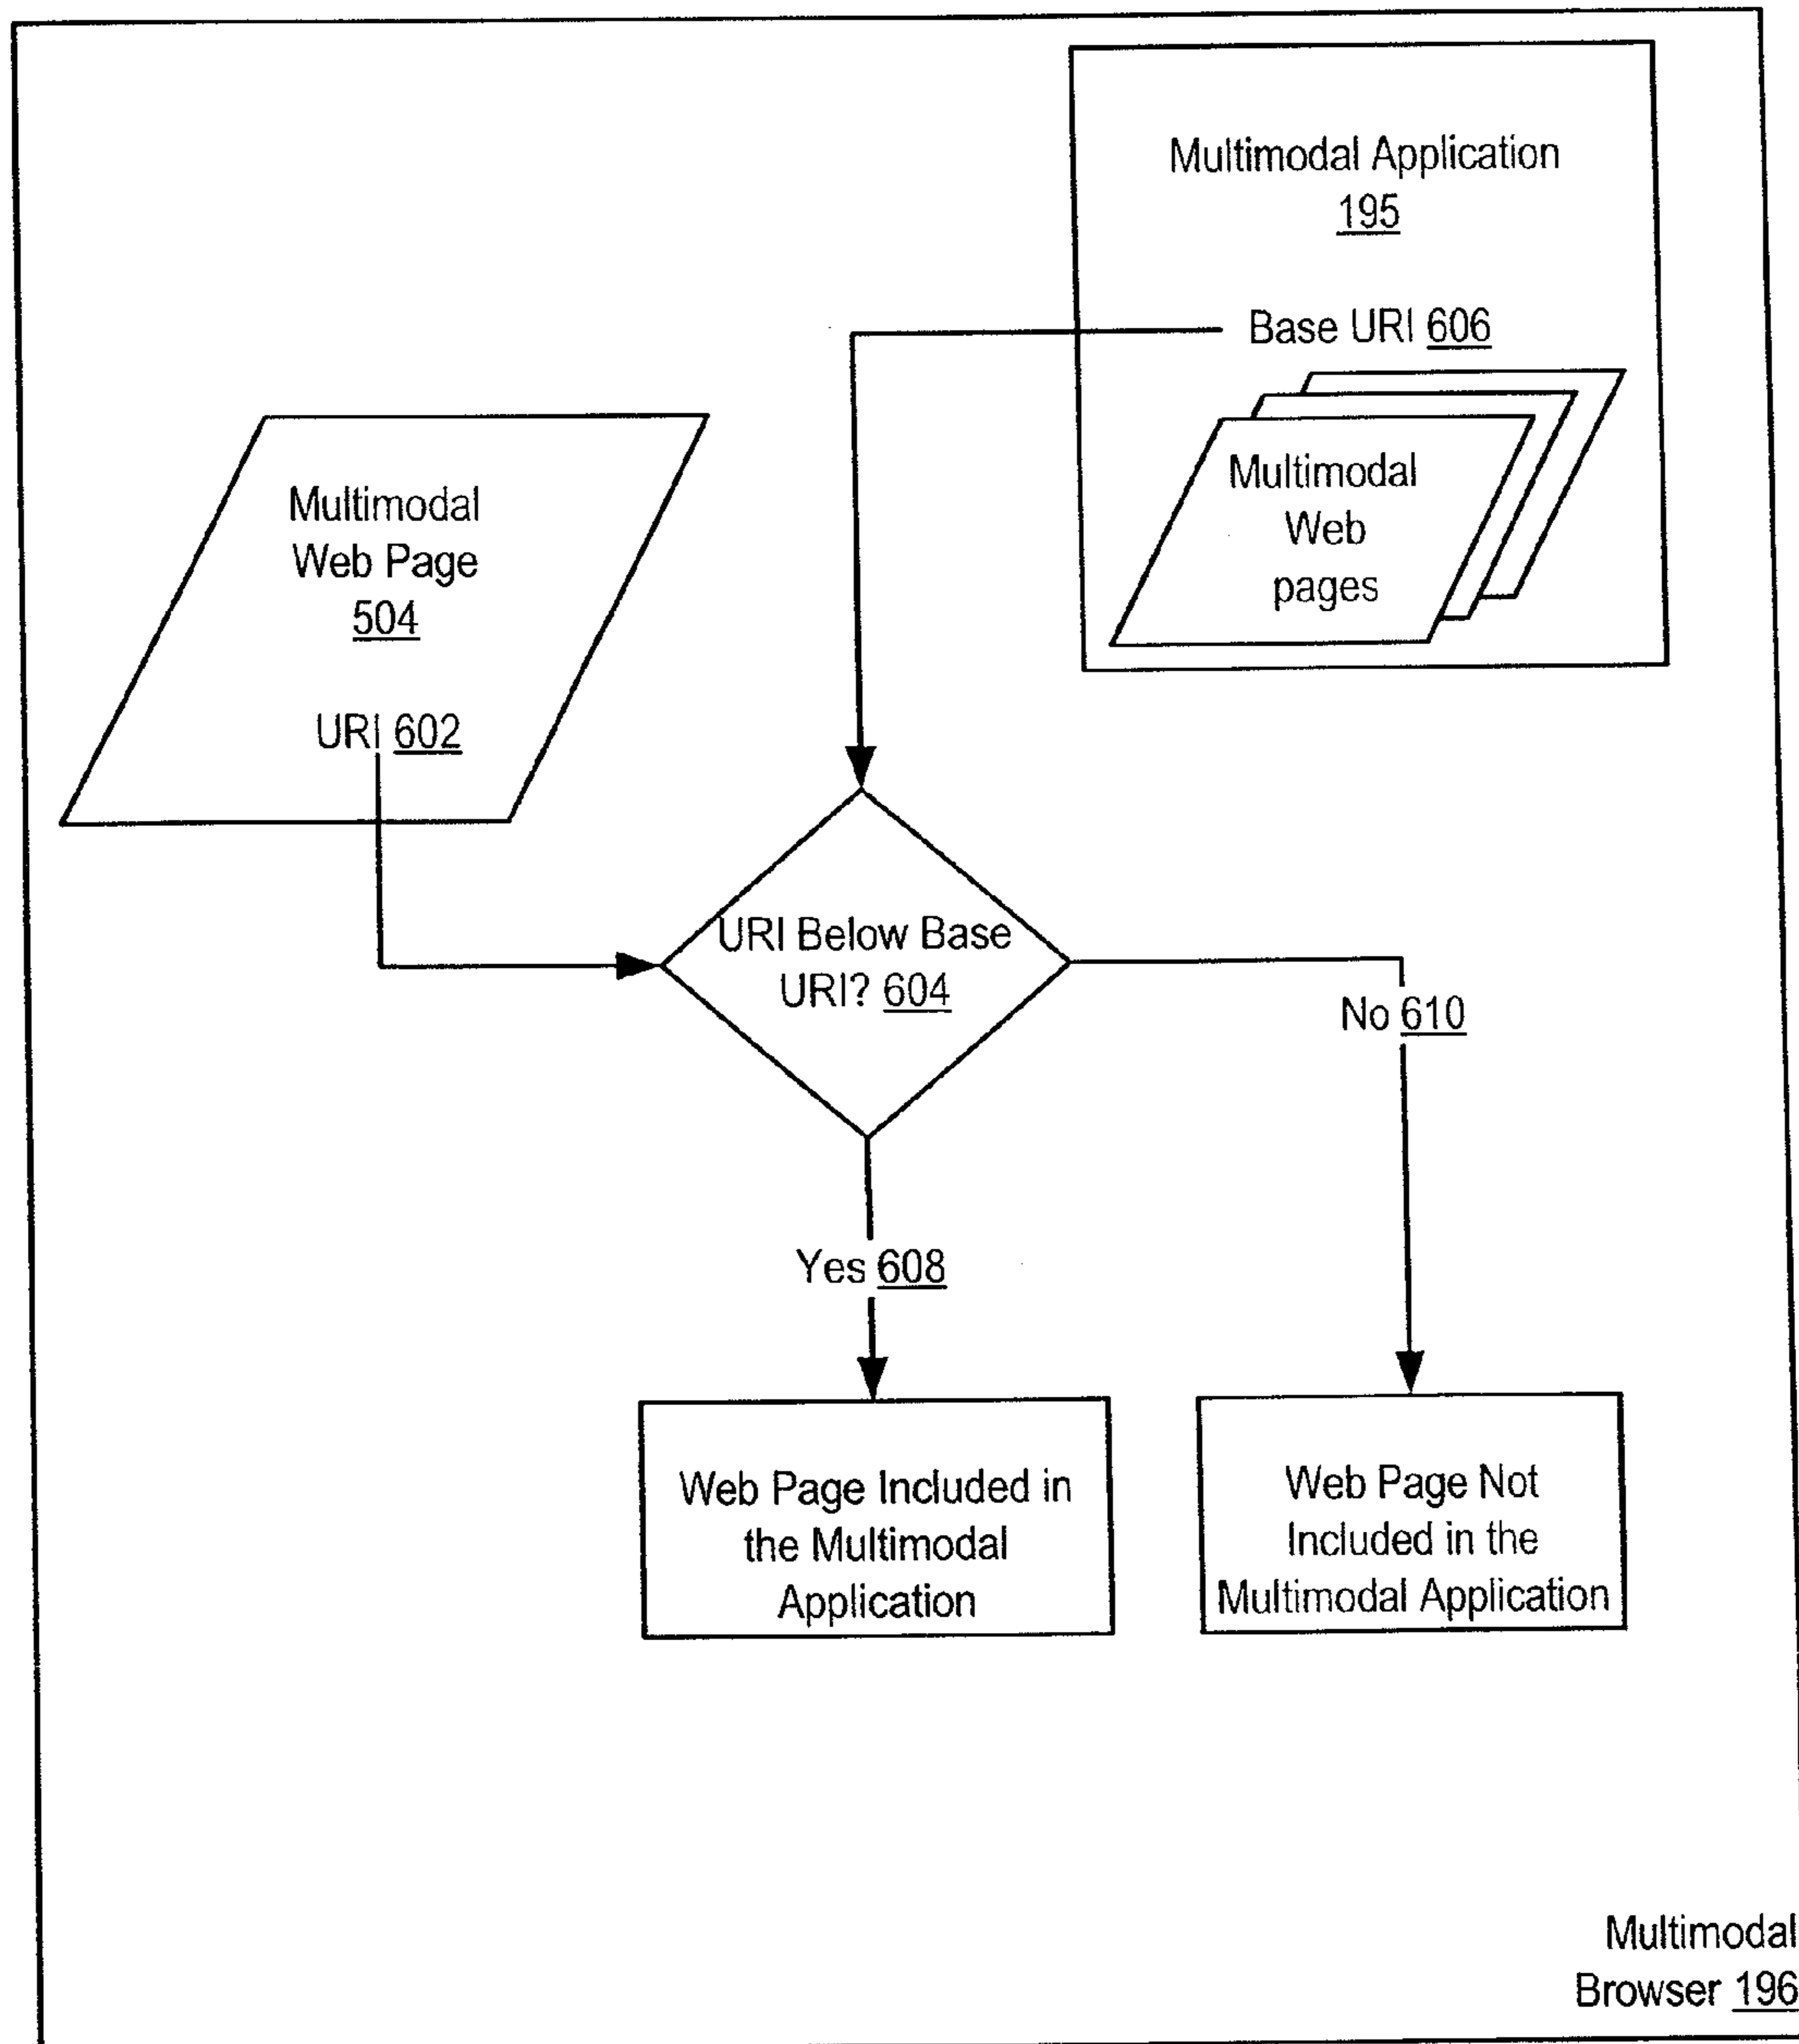 Multimodal Application
195
Base URI 606
Multimodal
Web
pages
Multimodal
Web Page
504
URI 602
URI Below Base
URI? 604
No 610
Yes 608
Web Page Included in
the Multimodal
Application
Web Page Not
Included in the
Multimodal Application
Multimodal
Browser 196